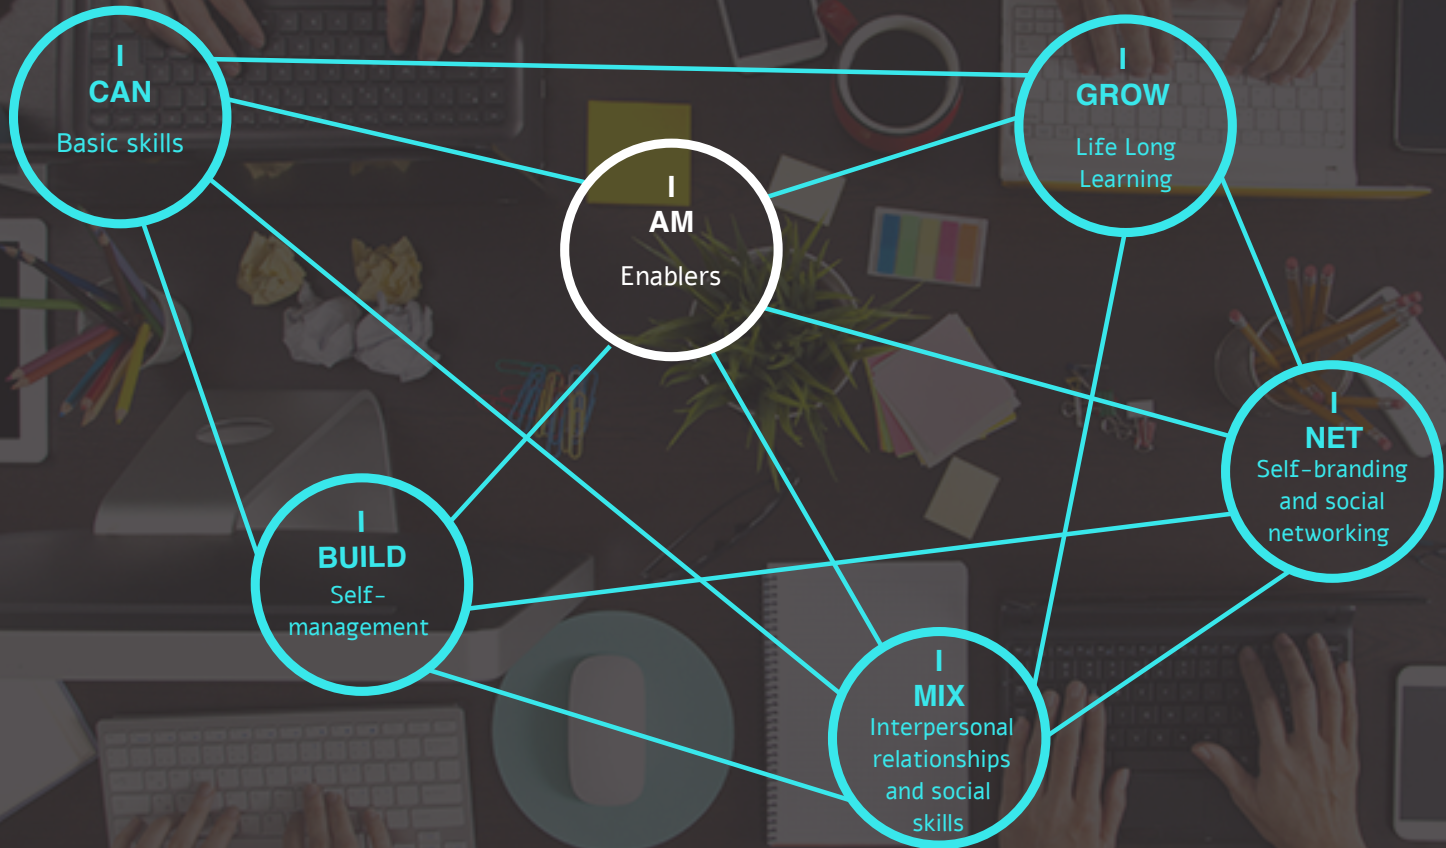 I
CAN
Basic skills
I
GROW
Life Long
Learning
I
AM
Enablers
I
NET
Self-branding
and social
networking
I
BUILD
Self-
management
I
MIX
Interpersonal
relationships
and social
skills